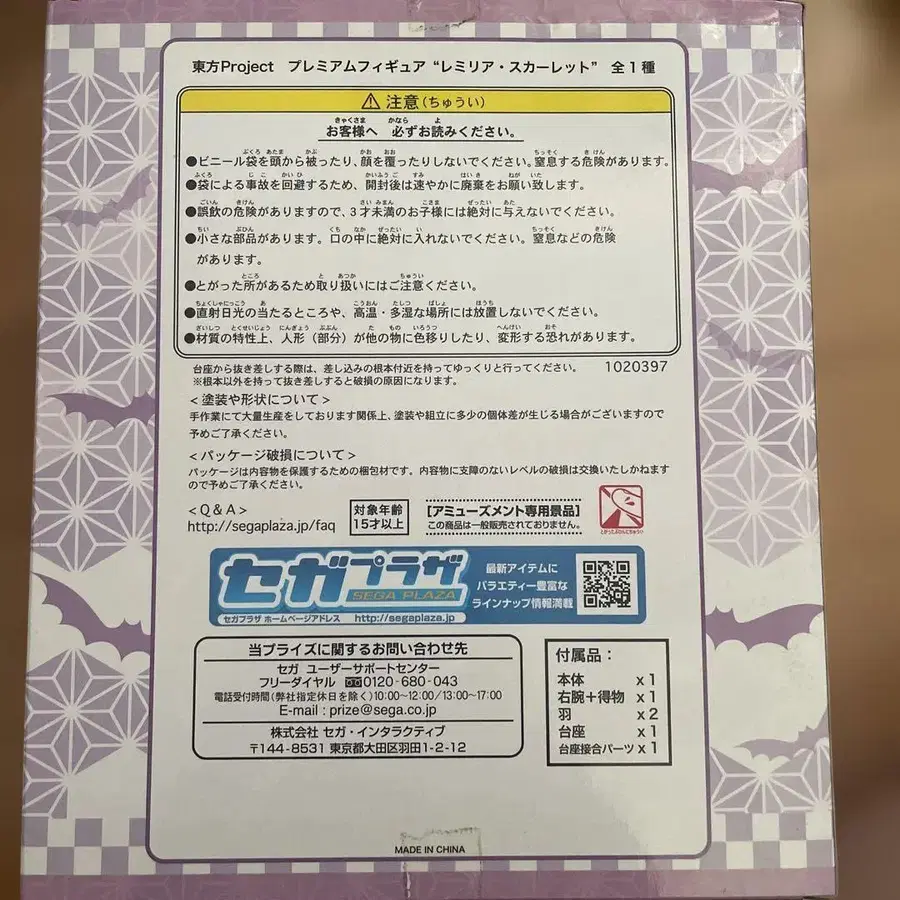 東方Project プレミアムフィギュア“レミリア・スカーレット” 全1種
⚠ 注意(ちゅうい)
お客様へ 必ずお読みください。
●ビニール袋を頭から被ったり、顔を覆ったりしないでください。窒息する危険があります。
●袋による事故を回避するため、開封後は速やかに廃棄をお願い致します。
●誤飲の危険がありますので、3才未満のお子様には絶対に与えないでください。
●小さな部品があります。口の中に絶対に入れないでください。窒息などの危険
があります。
●とがった所があるため取り扱いにはご注意ください。
●直射日光の当たるところや、高温・多湿な場所には放置しないでください。
●材質の特性上、人形(部分)が他の物に色移りしたり、変形する恐れがあります。
台座から抜き差しする際は、差し込みの根本付近を持ってゆっくりと行ってください。 1020397
※根本以外を持って抜き差しすると破損の原因になります。
<塗装や形状について>
手作業にて大量生産をしております関係上、塗装や組立に多少の個体差が生じる場合がございますので
予めご了承ください。
<パッケージ破損について>
パッケージは内容物を保護するための梱包材です。内容物に支障のないレベルの破損は交換いたしかねます
ので予めご了承ください。
<Q&A>
http://segaplaza.jp/faq
対象年齢
15才以上
[アミューズメント専用景品]
この商品は一般販売されておりません。
とがったぶぶんにちゅうい
セガプラザ
SEGA PLAZA
セガプラザ ホームページアドレス http://segaplaza.jp
最新アイテムに
バラエティー豊富な
ラインナップ情報満載
当プライズに関するお問い合わせ先
セガ ユーザーサポートセンター
フリーダイヤル 0120-680-043
電話受付時間(弊社指定休日を除く)10:00~12:00/13:00~17:00
E-mail : prize@sega.co.jp
株式会社 セガ・インタラクティブ
〒144-8531 東京都大田区羽田1-2-12
付属品:
本体 x1
右腕+得物 x1
羽 x2
台座 x1
台座接合パーツ x1
MADE IN CHINA